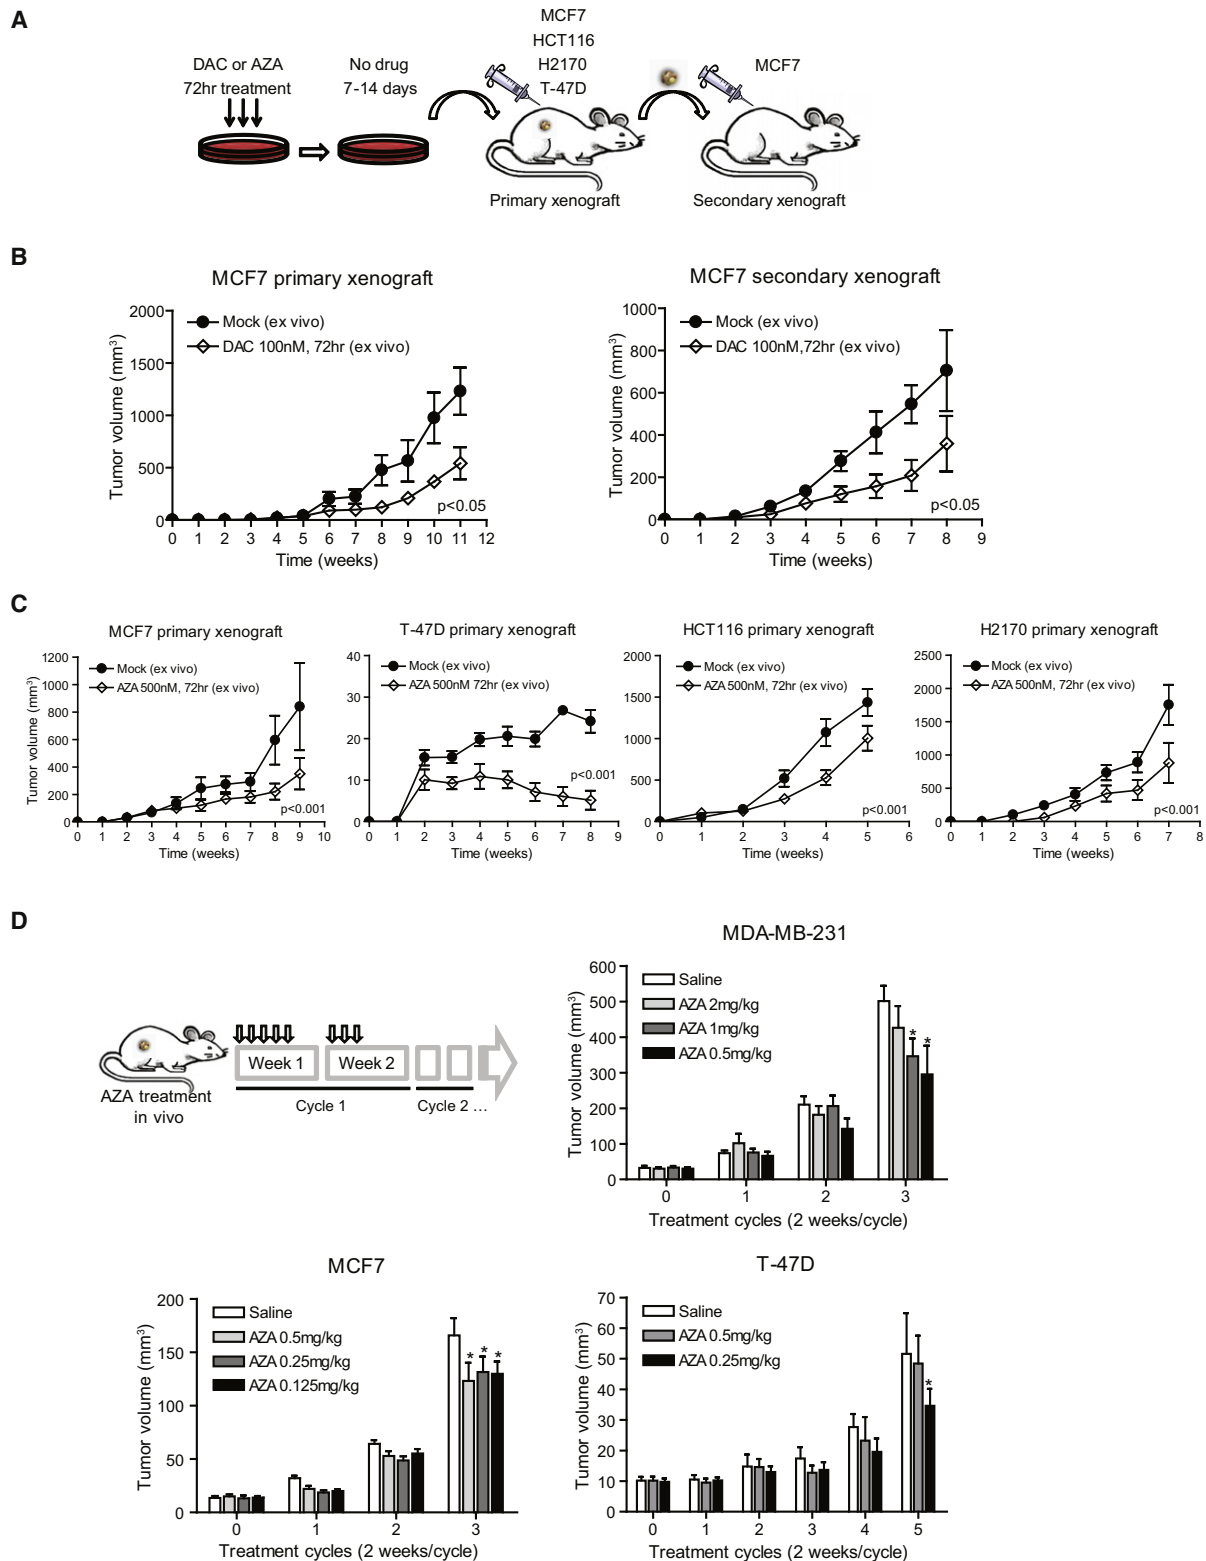 A
DAC or AZA
72hr treatment
No drug
7-14 days
MCF7
HCT116
H2170
T-47D
MCF7
Primary xenograft
Secondary xenograft
B
MCF7 primary xenograft
Tumor volume (mm³)
2000
1500
1000
500
0
Mock (ex vivo)
DAC 100nM, 72hr (ex vivo)
p<0.05
0 1 2 3 4 5 6 7 8 9 10 11 12
Time (weeks)
MCF7 secondary xenograft
Tumor volume (mm³)
1000
800
600
400
200
0
Mock (ex vivo)
DAC 100nM,72hr (ex vivo)
p<0.05
0 1 2 3 4 5 6 7 8 9
Time (weeks)
C
MCF7 primary xenograft
Tumor volume (mm³)
1200
1000
800
600
400
200
0
Mock (ex vivo)
AZA 500nM, 72hr (ex vivo)
p<0.001
0 1 2 3 4 5 6 7 8 9 10
Time (weeks)
T-47D primary xenograft
40
30
20
10
0
Mock (ex vivo)
AZA 500nM 72hr (ex vivo)
p<0.001
0 1 2 3 4 5 6 7 8 9
Time (weeks)
HCT116 primary xenograft
2000
1500
1000
500
0
Mock (ex vivo)
AZA 500nM, 72hr (ex vivo)
p<0.001
0 1 2 3 4 5 6
Time (weeks)
H2170 primary xenograft
2500
2000
1500
1000
500
0
Mock (ex vivo)
AZA 500nM, 72hr (ex vivo)
p<0.001
0 1 2 3 4 5 6 7 8
Time (weeks)
D
AZA treatment
in vivo
Week 1
Week 2
Cycle 1
Cycle 2 ...
MDA-MB-231
Tumor volume (mm³)
600
500
400
300
200
100
0
Saline
AZA 2mg/kg
AZA 1mg/kg
AZA 0.5mg/kg
* *
0 1 2 3
Treatment cycles (2 weeks/cycle)
MCF7
Tumor volume (mm³)
200
150
100
50
0
Saline
AZA 0.5mg/kg
AZA 0.25mg/kg
AZA 0.125mg/kg
* * *
0 1 2 3
Treatment cycles (2 weeks/cycle)
T-47D
Tumor volume (mm³)
70
60
50
40
30
20
10
0
Saline
AZA 0.5mg/kg
AZA 0.25mg/kg
*
0 1 2 3 4 5
Treatment cycles (2 weeks/cycle)